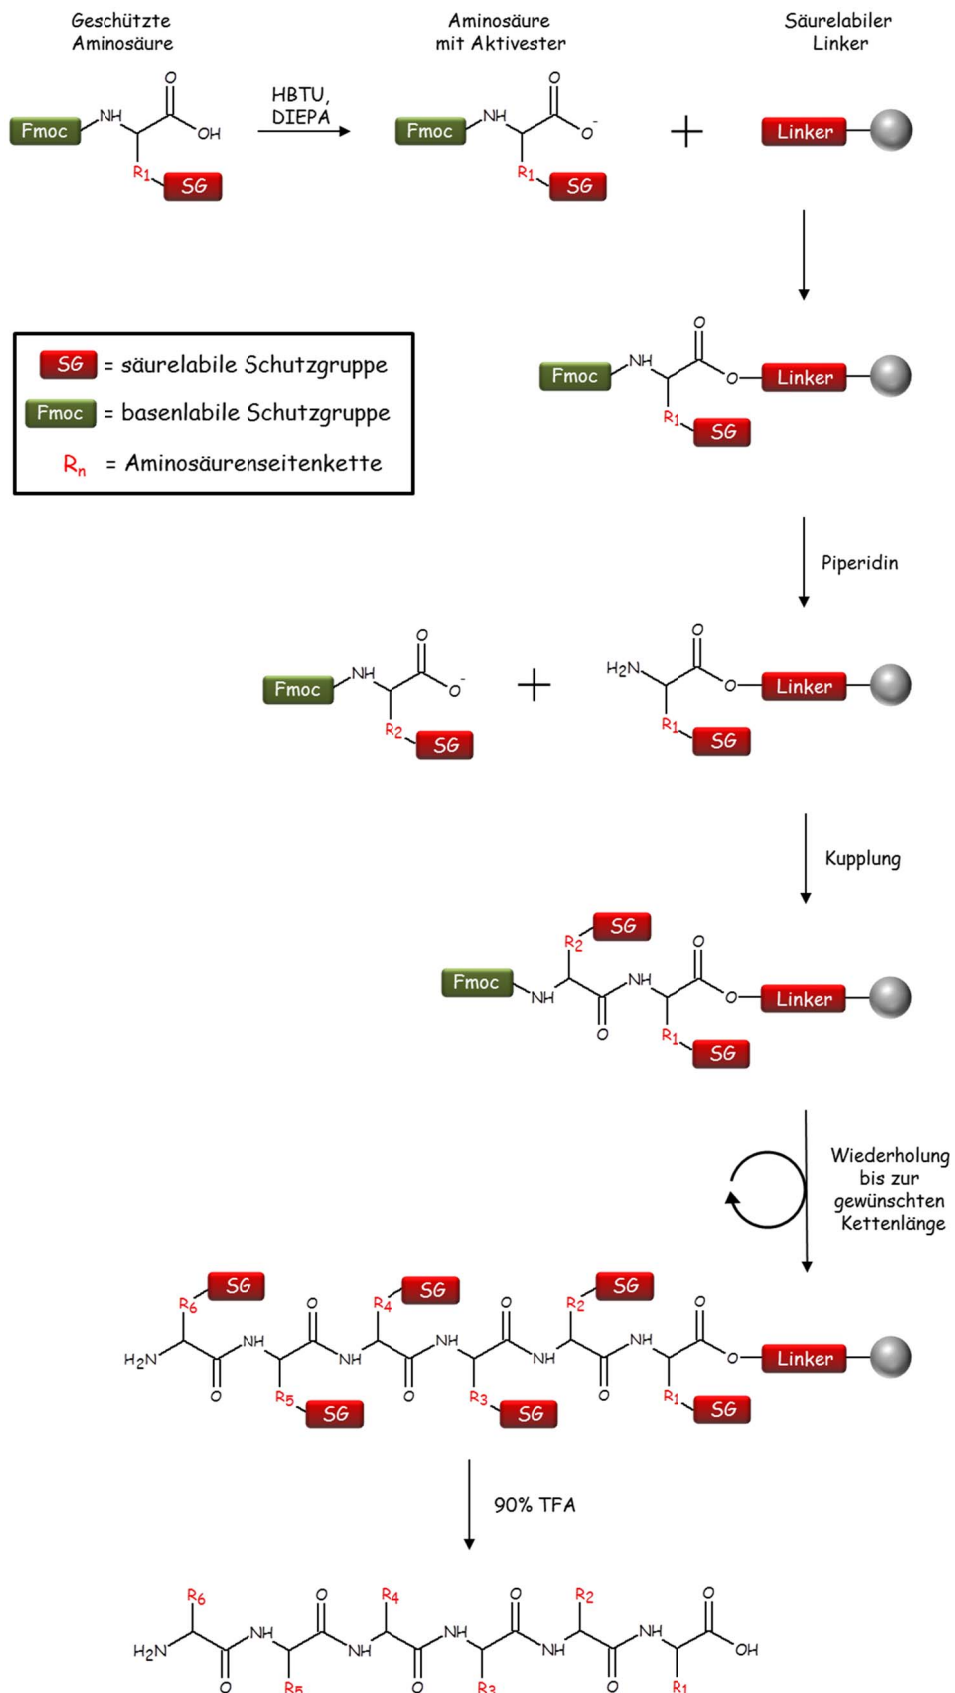 Geschützte
Aminosäure
Aminosäure
mit Aktivester
Säurelabiler
Linker
HBTU,
DIEPA
O
NH
Fmoc
OH
R1
SG
O
NH
Fmoc
O-
R1
SG
+
Linker
O
NH
Fmoc
O
Linker
R1
SG
SG = säurelabile Schutzgruppe
Fmoc = basenlabile Schutzgruppe
Rn = Aminosäurenseitenkette
Piperidin
O
NH
Fmoc
O-
R2
SG
+
O
H2N
O
Linker
R1
SG
Kupplung
SG
R2
O
Fmoc
NH
NH
O
Linker
O
R1
SG
Wiederholung
bis zur
gewünschten
Kettenlänge
SG
SG
SG
R6
O
R4
O
R2
O
H2N
NH
NH
NH
NH
NH
O
Linker
O
R5
O
R3
O
R1
SG
SG
SG
90% TFA
R6
O
R4
O
R2
O
H2N
NH
NH
NH
NH
NH
OH
O
R5
O
R3
O
R1